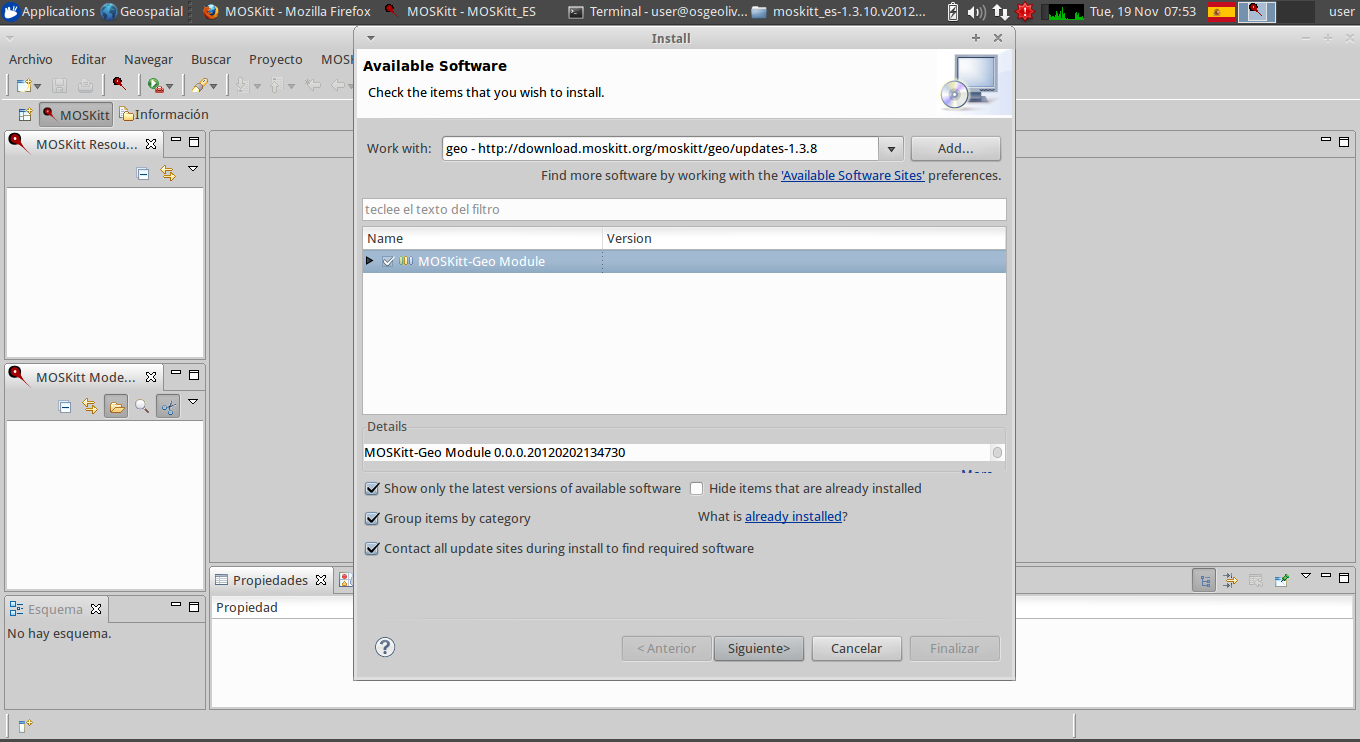 Applications Geospatial MOSKitt - Mozilla Firefox MOSKitt - MOSKitt_ES Terminal - user@osgeoliv... moskitt_es-1.3.10.v2012... Tue, 19 Nov 07:53 user
Install
Archivo Editar Navegar Buscar Proyecto
Available Software
Check the items that you wish to install.
MOSKitt Información
MOSKitt Resou...
Work with: geo - http://download.moskitt.org/moskitt/geo/updates-1.3.8 Add...
Find more software by working with the 'Available Software Sites' preferences.
teclee el texto del filtro
Name Version
MOSKitt-Geo Module
MOSKitt Mode...
Details
MOSKitt-Geo Module 0.0.0.20120202134730
Show only the latest versions of available software Hide items that are already installed
Group items by category What is already installed?
Contact all update sites during install to find required software
Propiedades
Propiedad
Esquema
No hay esquema.
? < Anterior Siguiente> Cancelar Finalizar